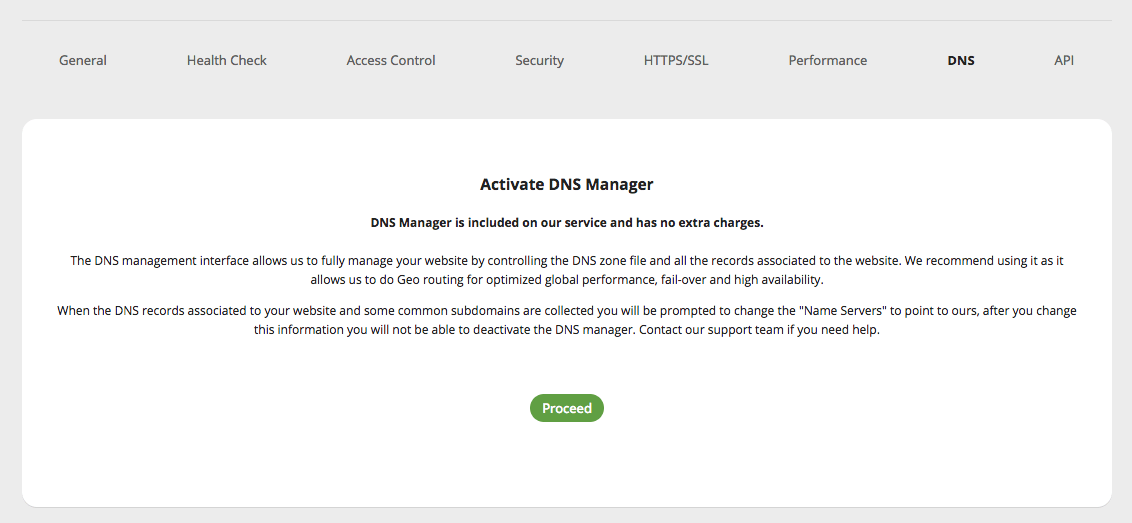 General Health Check Access Control Security HTTPS/SSL Performance DNS API
Activate DNS Manager
DNS Manager is included on our service and has no extra charges.
The DNS management interface allows us to fully manage your website by controlling the DNS zone file and all the records associated to the website. We recommend using it as it
allows us to do Geo routing for optimized global performance, fail-over and high availability.
When the DNS records associated to your website and some common subdomains are collected you will be prompted to change the "Name Servers" to point to ours, after you change
this information you will not be able to deactivate the DNS manager. Contact our support team if you need help.
Proceed